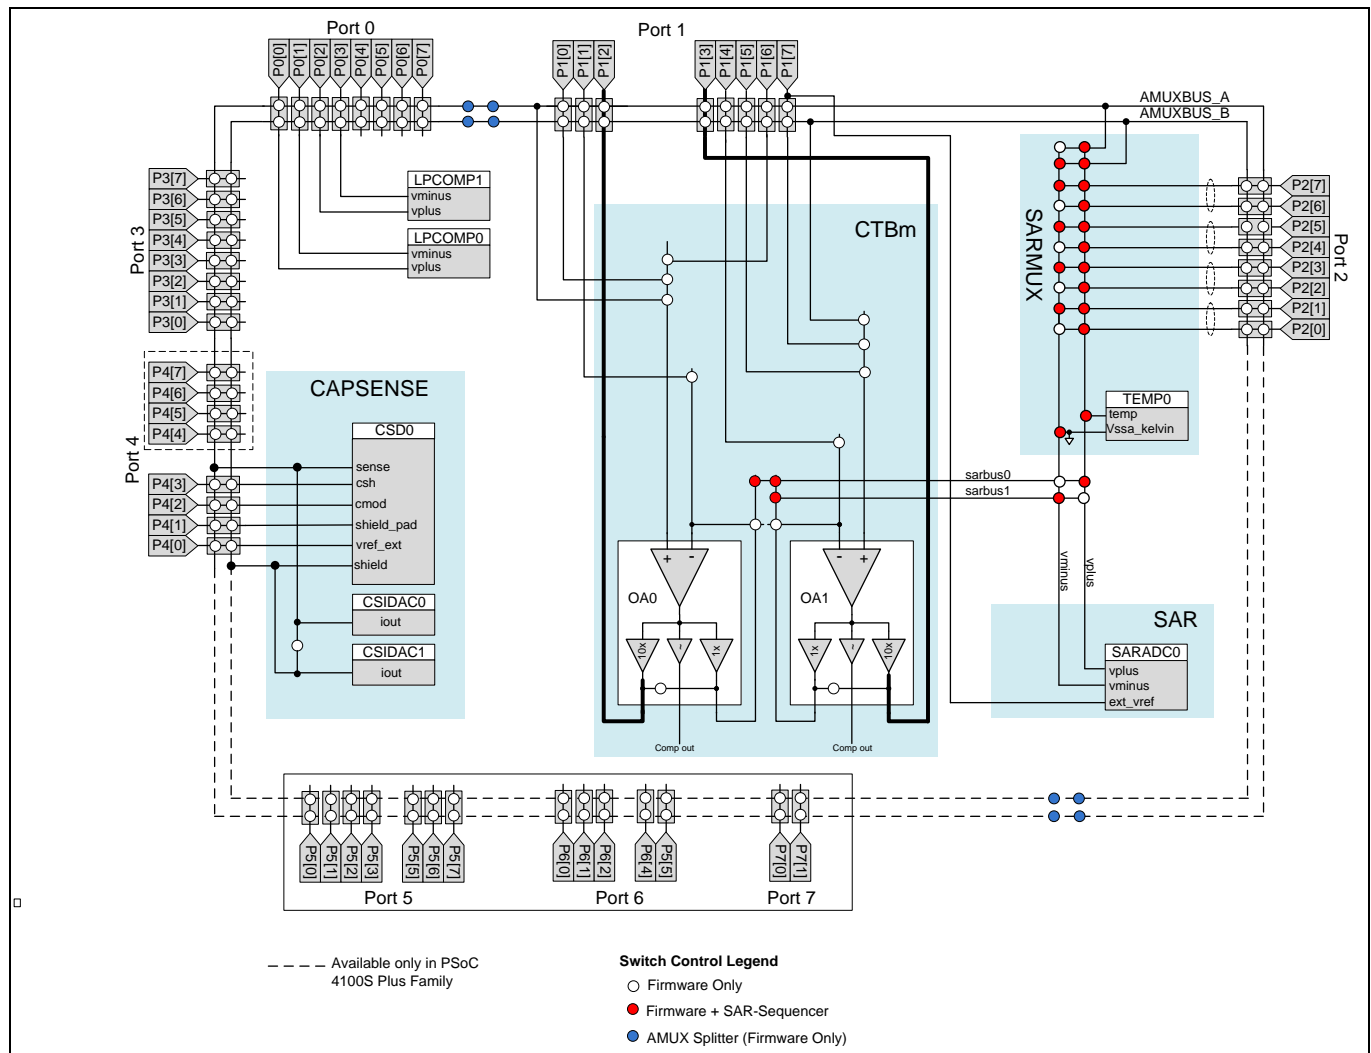 Port 0
Port 1
P0[0]
P0[1]
P0[2]
P0[3]
P0[4]
P0[5]
P0[6]
P0[7]
P1[0]
P1[1]
P1[2]
P1[3]
P1[4]
P1[5]
P1[6]
P1[7]
AMUXBUS_A
AMUXBUS_B
Port 3
P3[7]
P3[6]
P3[5]
P3[4]
P3[3]
P3[2]
P3[1]
P3[0]
LPCOMP1
vminus
vplus
LPCOMP0
vminus
vplus
CTBm
SARMUX
P2[7]
P2[6]
P2[5]
P2[4]
P2[3]
P2[2]
P2[1]
P2[0]
Port 2
Port 4
P4[7]
P4[6]
P4[5]
P4[4]
P4[3]
P4[2]
P4[1]
P4[0]
CAPSENSE
CSD0
sense
csh
cmod
shield_pad
vref_ext
shield
CSIDAC0
iout
CSIDAC1
iout
TEMP0
temp
Vssa_kelvin
sarbus0
sarbus1
+
-
OA0
10x
~
1x
Comp out
-
+
OA1
1x
~
10x
Comp out
vminus
vplus
SAR
SARADC0
vplus
vminus
ext_vref
P5[0]
P5[1]
P5[2]
P5[3]
P5[5]
P5[6]
P5[7]
P6[0]
P6[1]
P6[2]
P6[4]
P6[5]
P7[0]
P7[1]
Port 5
Port 6
Port 7
Available only in PSoC
4100S Plus Family
Switch Control Legend
Firmware Only
Firmware + SAR-Sequencer
AMUX Splitter (Firmware Only)